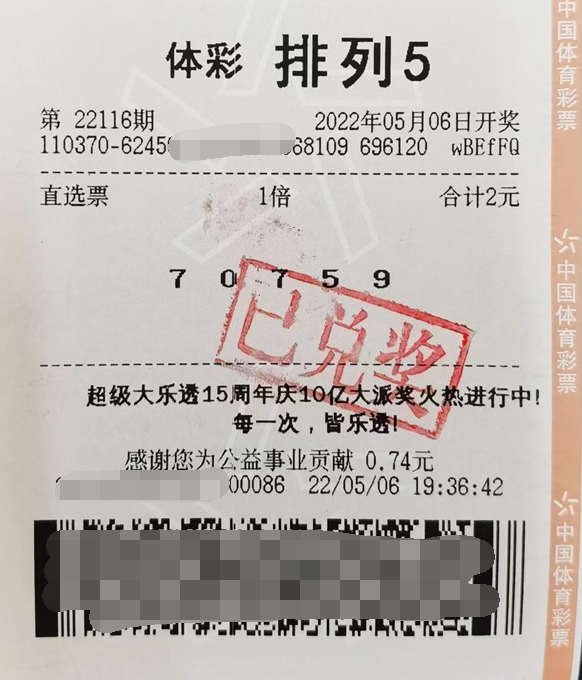 体彩 排列5
第 22116期 2022年05月06日开奖
110370-6245 68109 696120 wBEfFQ
直选票 1倍 合计2元
7 0 7 5 9
已兑奖
超级大乐透15周年庆10亿大派奖火热进行中!
每一次,皆乐透!
感谢您为公益事业贡献 0.74元
00086 22/05/06 19:36:42
中国体育彩票
中国体育彩票
中国体育彩票